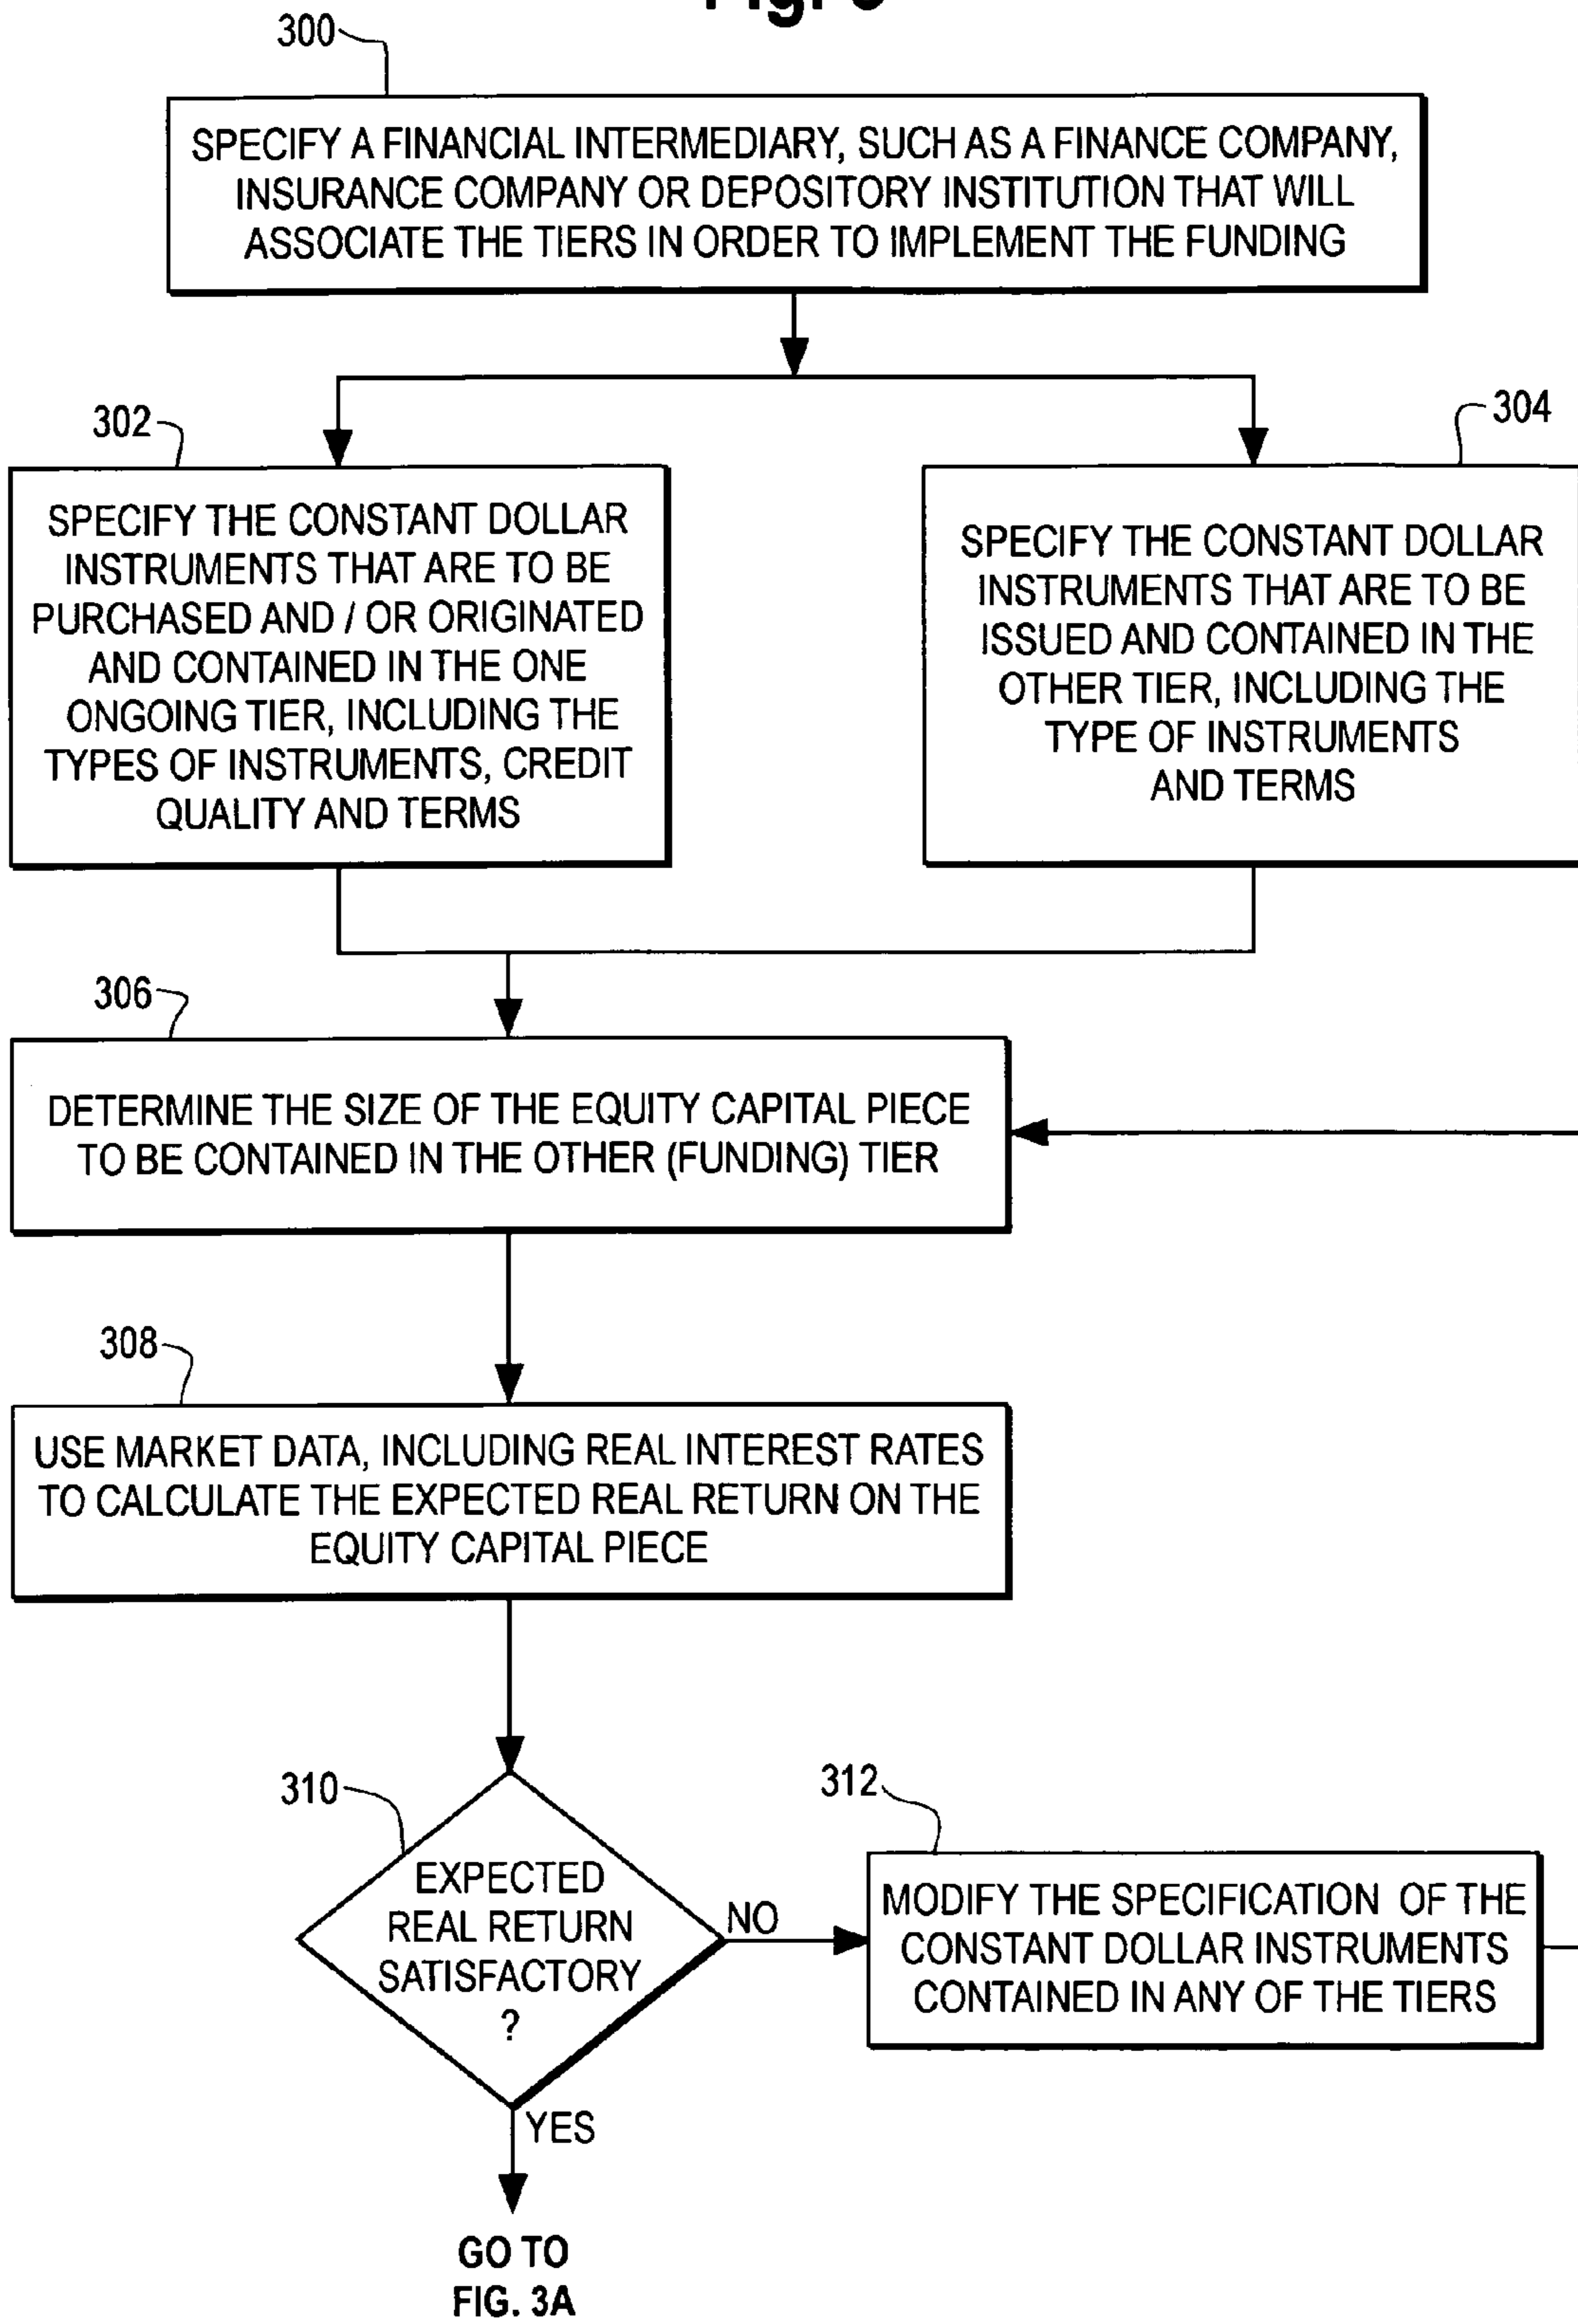 300
SPECIFY A FINANCIAL INTERMEDIARY, SUCH AS A FINANCE COMPANY,
INSURANCE COMPANY OR DEPOSITORY INSTITUTION THAT WILL
ASSOCIATE THE TIERS IN ORDER TO IMPLEMENT THE FUNDING
302
SPECIFY THE CONSTANT DOLLAR
INSTRUMENTS THAT ARE TO BE
PURCHASED AND / OR ORIGINATED
AND CONTAINED IN THE ONE
ONGOING TIER, INCLUDING THE
TYPES OF INSTRUMENTS, CREDIT
QUALITY AND TERMS
304
SPECIFY THE CONSTANT DOLLAR
INSTRUMENTS THAT ARE TO BE
ISSUED AND CONTAINED IN THE
OTHER TIER, INCLUDING THE
TYPE OF INSTRUMENTS
AND TERMS
306
DETERMINE THE SIZE OF THE EQUITY CAPITAL PIECE
TO BE CONTAINED IN THE OTHER (FUNDING) TIER
308
USE MARKET DATA, INCLUDING REAL INTEREST RATES
TO CALCULATE THE EXPECTED REAL RETURN ON THE
EQUITY CAPITAL PIECE
310
EXPECTED
REAL RETURN
SATISFACTORY
?
NO
312
MODIFY THE SPECIFICATION OF THE
CONSTANT DOLLAR INSTRUMENTS
CONTAINED IN ANY OF THE TIERS
YES
GO TO
FIG. 3A